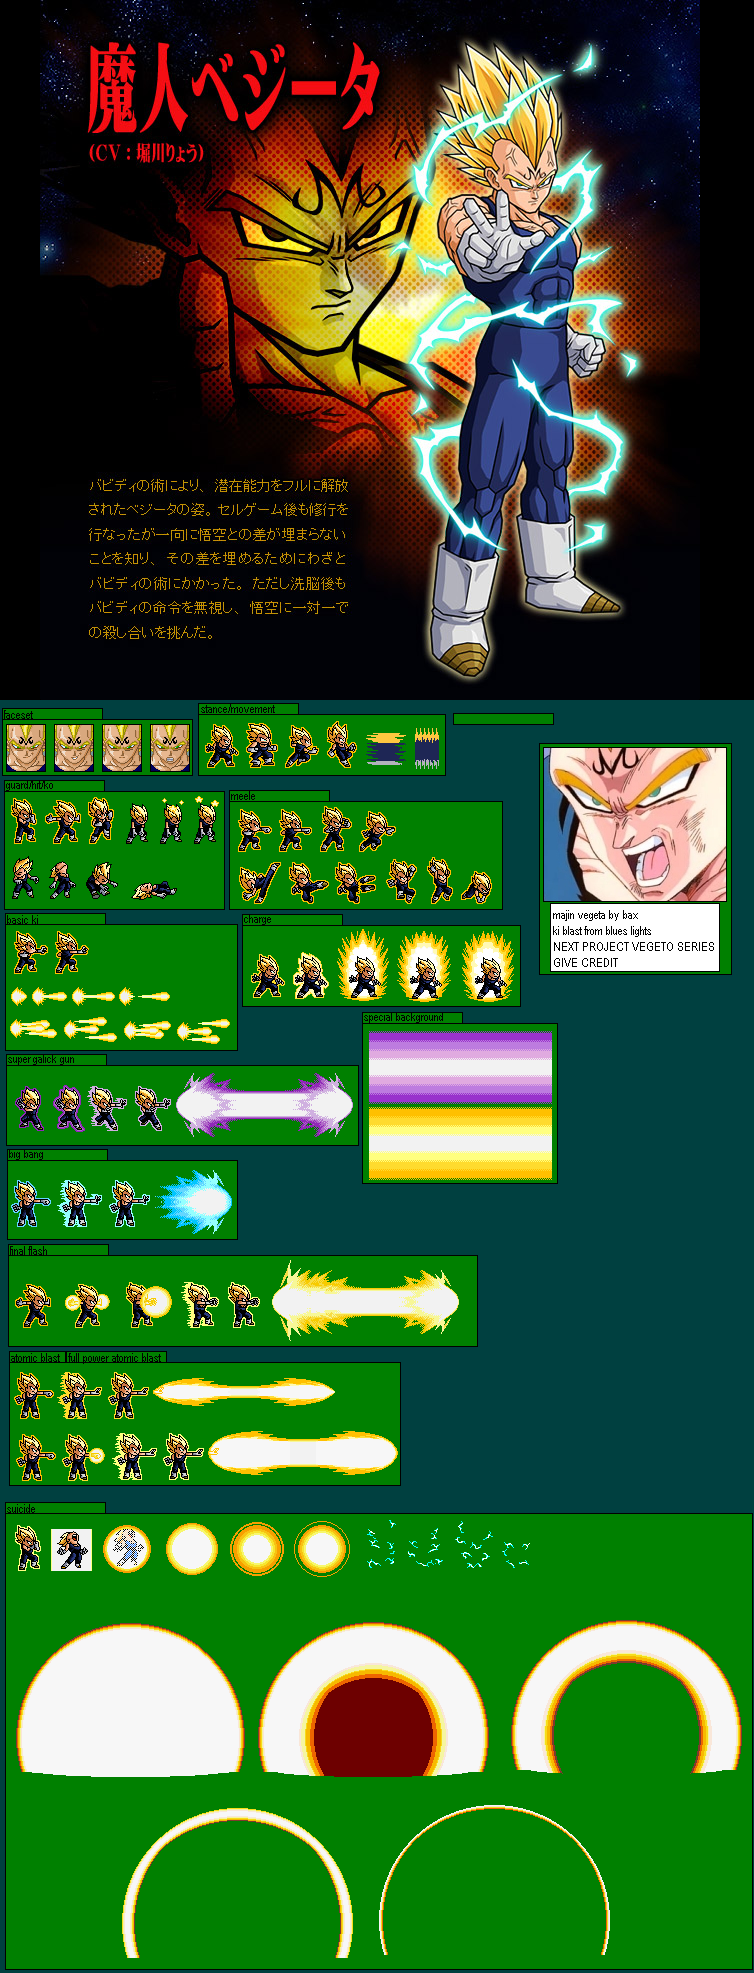 魔人ベジータ
(CV：堀川りょう)
バビディの術により、潜在能力をフルに解放
されたベジータの姿。セルゲーム後も修行を
行なったが一向に悟空との差が埋まらない
ことを知り、その差を埋めるためにわざと
バビディの術にかかった。ただし洗脳後も
バビディの命令を無視し、悟空に一対一で
の殺し合いを挑んだ。
faceset
stance/movement
guard/hit/ko
meele
majin vegeta by bax
ki blast from blues lights
NEXT PROJECT VEGETO SERIES
GIVE CREDIT
basic ki
charge
special background
super galick gun
big bang
final flash
atomic blast
full power atomic blast
suicide